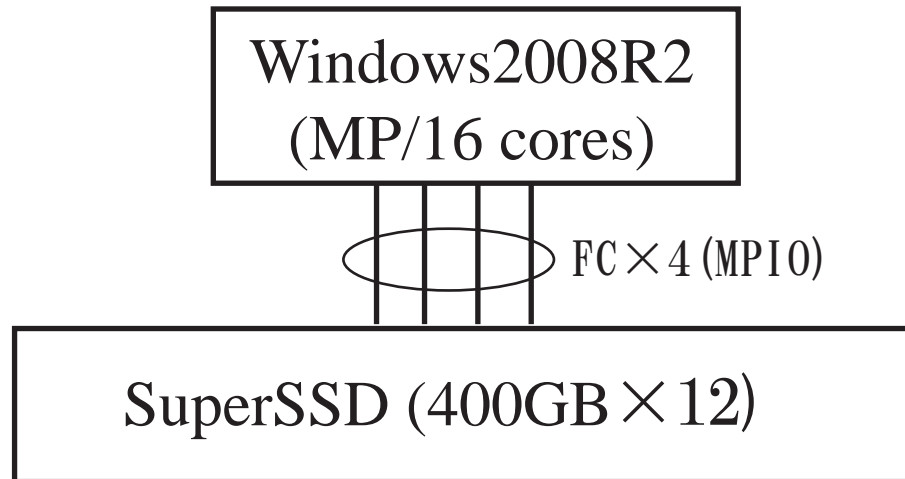 Windows2008R2
(MP/16 cores)
FC×4(MPIO)
SuperSSD (400GB×12)